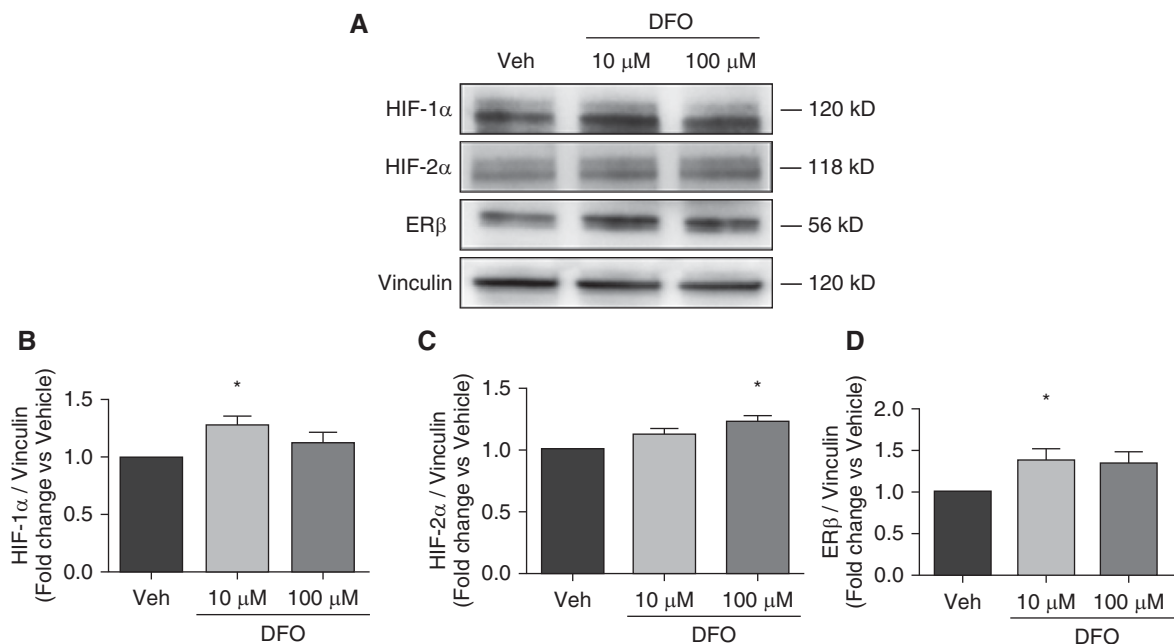 A
DFO
Veh 10 μM 100 μM
HIF-1α — 120 kD
HIF-2α — 118 kD
ERβ — 56 kD
Vinculin — 120 kD
B
HIF-1α / Vinculin
(Fold change vs Vehicle)
1.5
1.0
0.5
0.0
*
Veh 10 μM 100 μM
DFO
C
HIF-2α / Vinculin
(Fold change vs Vehicle)
1.5
1.0
0.5
0.0
*
Veh 10 μM 100 μM
DFO
D
ERβ / Vinculin
(Fold change vs Vehicle)
2.0
1.5
1.0
0.5
0.0
*
Veh 10 μM 100 μM
DFO